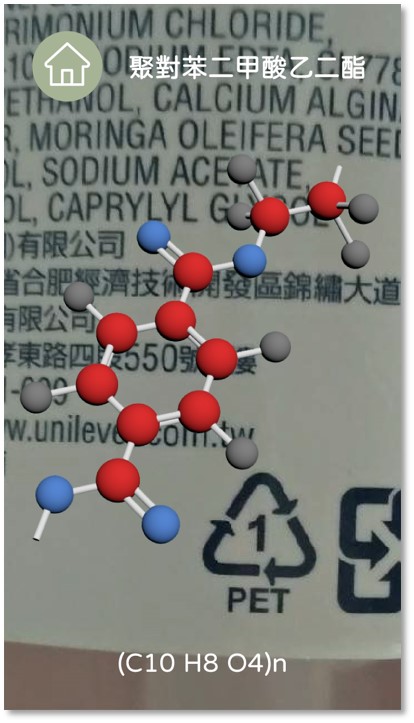 RIMONIUM CHLORIDE,
聚對苯二甲酸乙二酯
ETHANOL, CALCIUM ALGIN
R, MORINGA OLEIFERA SEED
OL, SODIUM ACETATE,
OL, CAPRYLYL
)有限公司
省合肥經濟技術開發區錦繡大道
有限公司
李東路四段550號 樓
www.unilever.com.tw
1
PET
(C10 H8 O4)n